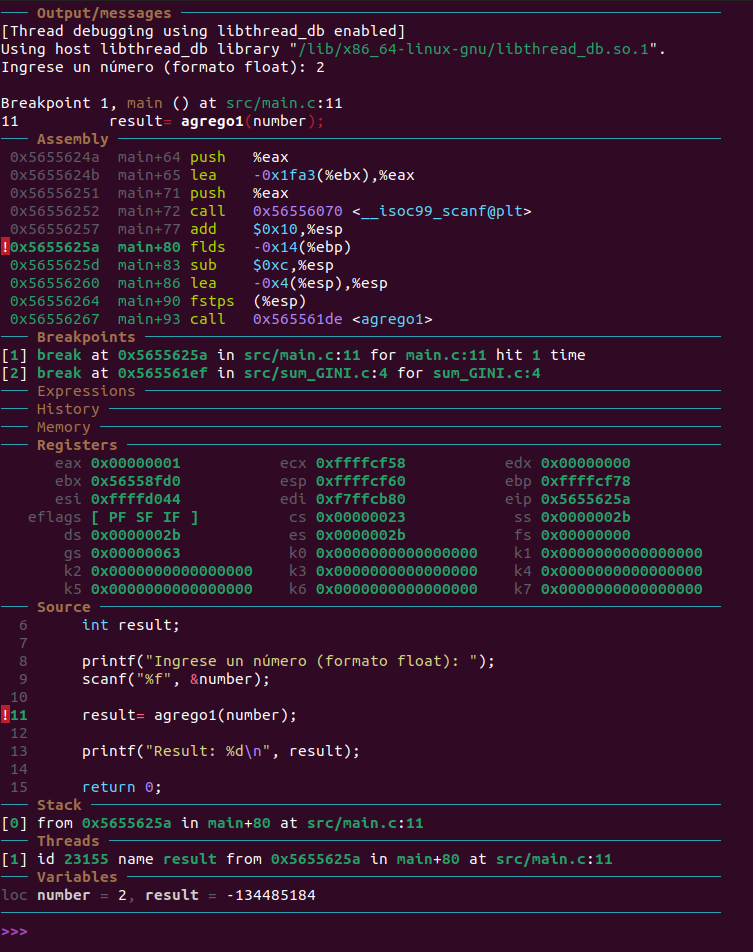 Output/messages
[Thread debugging using libthread_db enabled]
Using host libthread_db library "/lib/x86_64-linux-gnu/libthread_db.so.1".
Ingrese un número (formato float): 2
Breakpoint 1, main () at src/main.c:11
11          result= agrego1(number);
Assembly
0x5655624a  main+64 push   %eax
0x5655624b  main+65 lea    -0x1fa3(%ebx),%eax
0x56556251  main+71 push   %eax
0x56556252  main+72 call   0x56556070 <__isoc99_scanf@plt>
0x56556257  main+77 add    $0x10,%esp
!0x5655625a  main+80 flds   -0x14(%ebp)
0x5655625d  main+83 sub    $0xc,%esp
0x56556260  main+86 lea    -0x4(%esp),%esp
0x56556264  main+90 fstps  (%esp)
0x56556267  main+93 call   0x565561de <agrego1>
Breakpoints
[1] break at 0x5655625a in src/main.c:11 for main.c:11 hit 1 time
[2] break at 0x565561ef in src/sum_GINI.c:4 for sum_GINI.c:4
Expressions
History
Memory
Registers
eax 0x00000001 ecx 0xffffcf58 edx 0x00000000
ebx 0x56558fd0 esp 0xffffcf60 ebp 0xffffcf78
esi 0xffffd044 edi 0xf7ffcb80 eip 0x5655625a
eflags [ PF SF IF ] cs 0x00000023 ss 0x0000002b
ds 0x0000002b es 0x0000002b fs 0x00000000
gs 0x00000063 k0 0x0000000000000000 k1 0x0000000000000000
k2 0x0000000000000000 k3 0x0000000000000000 k4 0x0000000000000000
k5 0x0000000000000000 k6 0x0000000000000000 k7 0x0000000000000000
Source
6      int result;
7
8      printf("Ingrese un número (formato float): ");
9      scanf("%f", &number);
10
!11      result= agrego1(number);
12
13      printf("Result: %d\n", result);
14
15      return 0;
Stack
[0] from 0x5655625a in main+80 at src/main.c:11
Threads
[1] id 23155 name result from 0x5655625a in main+80 at src/main.c:11
Variables
loc number = 2, result = -134485184
>>>